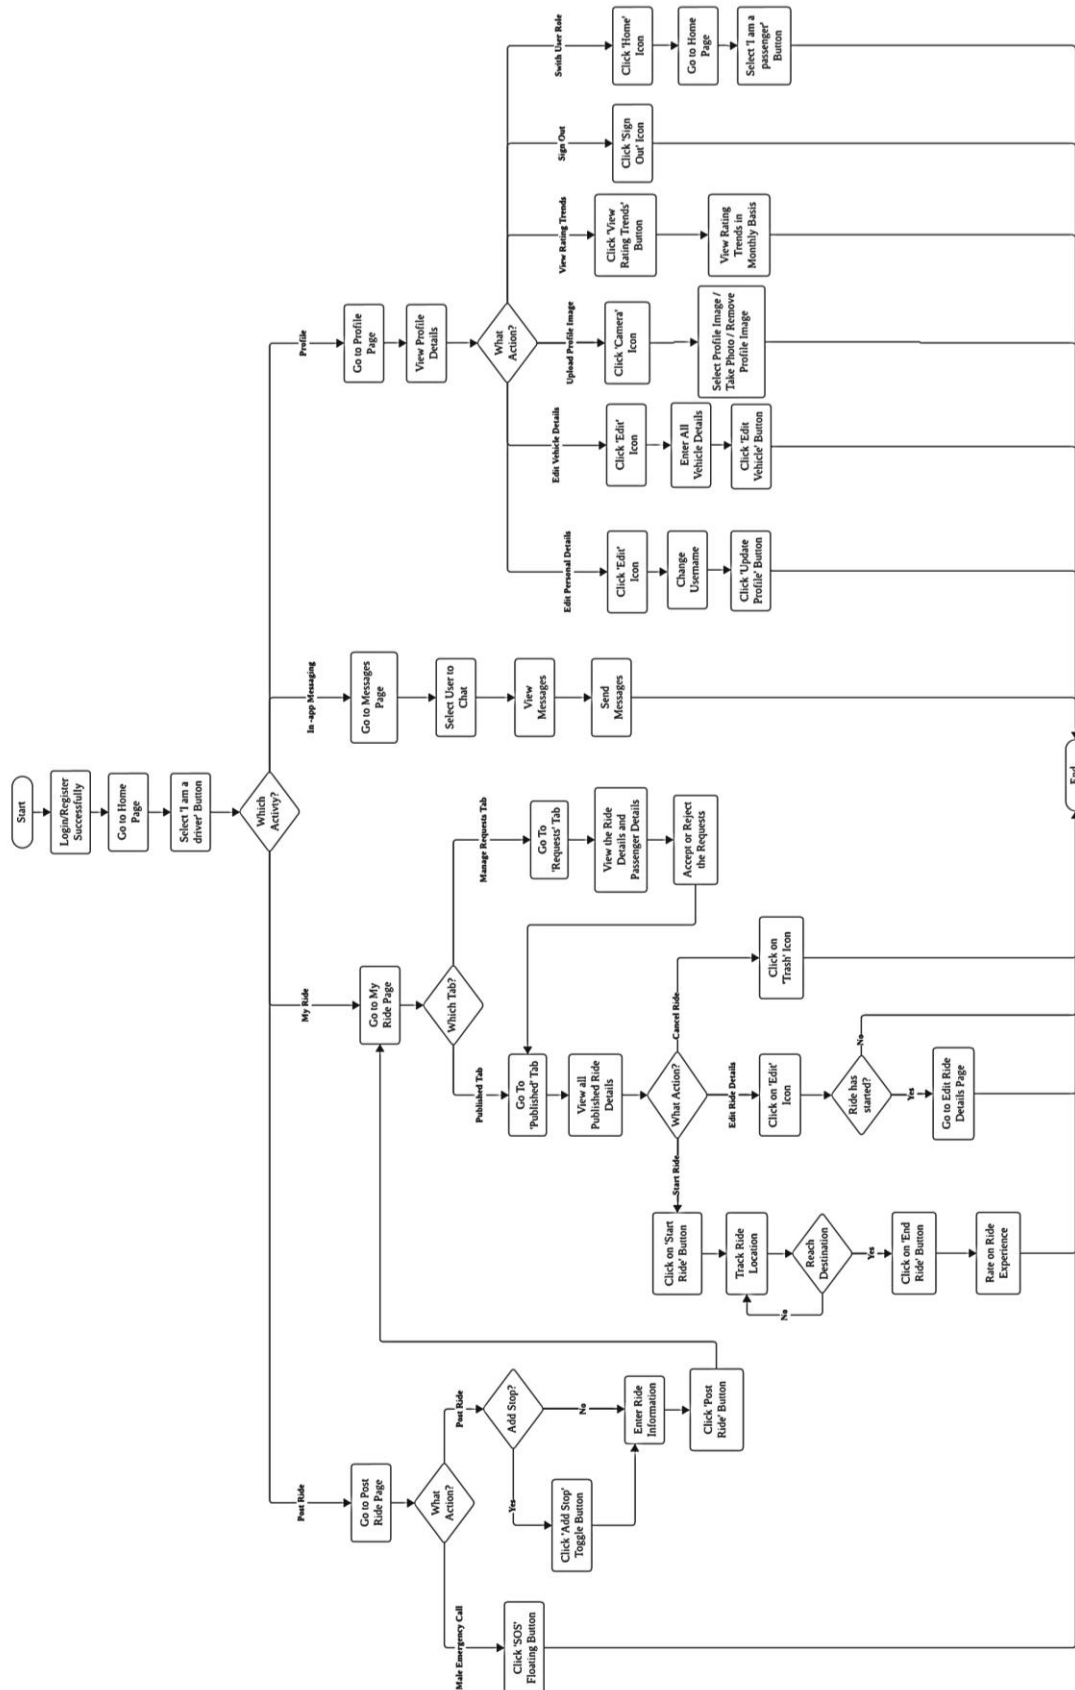 Start
Login/Register
Successfully
Go to Home
Page
Select 'I am a
driver' Button
Which
Activty?
Post Ride
Go to Post
Ride Page
What
Action?
Male Emergency Call
Click 'SOS'
Floating Button
Post Ride
Add Stop?
Yes
Click 'Add Stop'
Toggle Button
No
Enter Ride
Information
Click 'Post
Ride' Button
My Ride
Go to My
Ride Page
Which Tab?
Published Tab
Go To
'Published' Tab
View all
Published Ride
Details
What Action?
Start Ride
Click on 'Start
Ride' Button
Track Ride
Location
Reach
Destination
No
Yes
Click on 'End
Ride' Button
Rate on Ride
Experience
Edit Ride Details
Click on 'Edit'
Icon
Ride has
started?
No
Yes
Go to Edit Ride
Details Page
Cancel Ride
Click on
'Trash' Icon
Manage Requests Tab
Go To
'Requests' Tab
View the Ride
Details and
Passenger Details
Accept or Reject
the Requests
In -app Messaging
Go to Messages
Page
Select User to
Chat
View
Messages
Send
Messages
Profile
Go to Profile
Page
View Profile
Details
What
Action?
Edit Personal Details
Click 'Edit'
Icon
Change
Username
Click 'Update
Profile' Button
Edit Vehicle Details
Click 'Edit'
Icon
Enter All
Vehicle Details
Click 'Edit
Vehicle' Button
Upload Profile Image
Click 'Camera'
Icon
Select Profile Image /
Take Photo / Remove
Profile Image
View Rating Trends
Click 'View
Rating Trends'
Button
View Rating
Trends in
Monthly Basis
Sign Out
Click 'Sign
Out' Icon
Swith User Role
Click 'Home'
Icon
Go to Home
Page
Select 'I am a
passenger'
Button
End